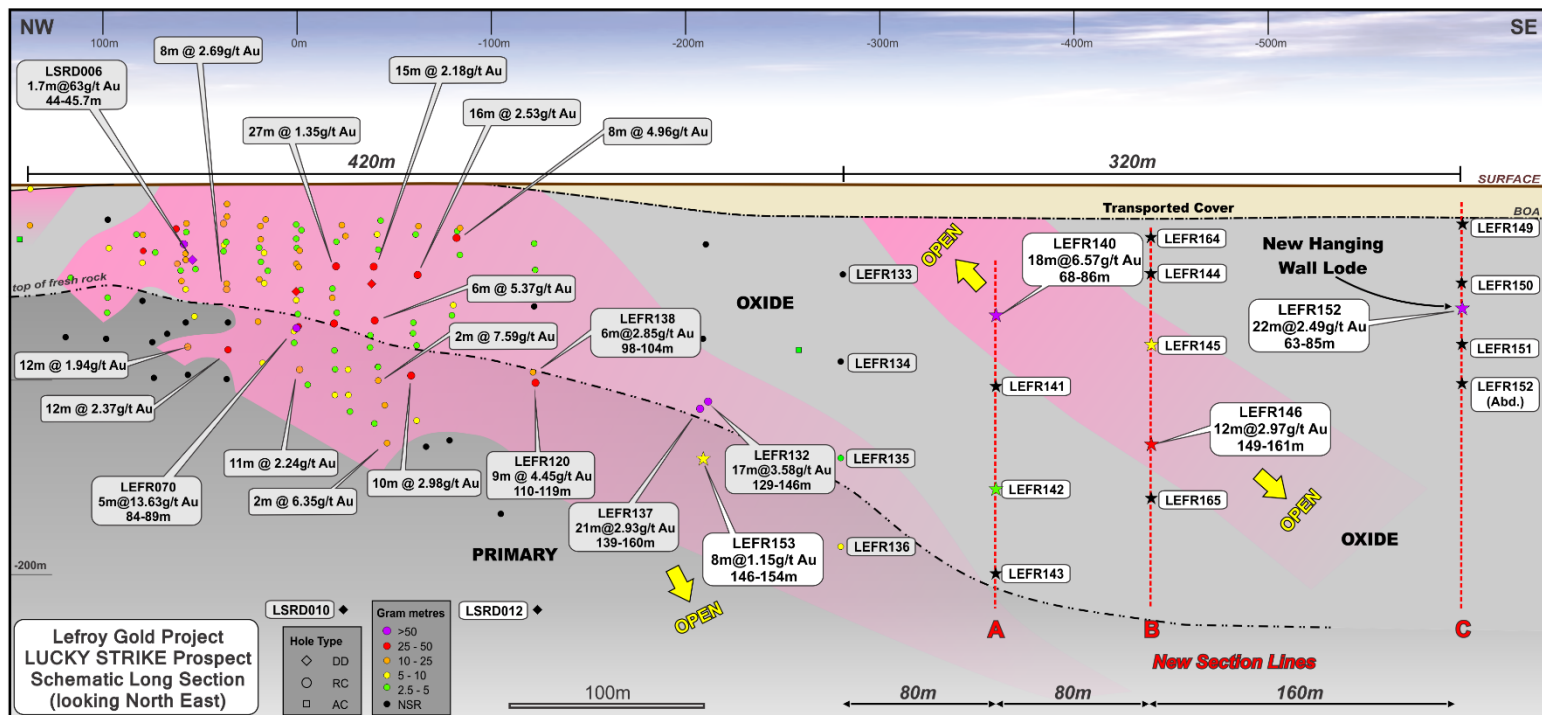 NW
SE
100m
0m
-100m
-200m
-300m
-400m
-500m
8m @ 2.69g/t Au
LSRD006
1.7m@63g/t Au
44-45.7m
15m @ 2.18g/t Au
16m @ 2.53g/t Au
27m @ 1.35g/t Au
8m @ 4.96g/t Au
420m
320m
SURFACE
Transported Cover
BOA
LEFR149
LEFR164
LEFR140
18m@6.57g/t Au
68-86m
New Hanging
Wall Lode
OPEN
LEFR133
LEFR144
LEFR150
top of fresh rock
OXIDE
6m @ 5.37g/t Au
LEFR138
6m@2.85g/t Au
98-104m
LEFR152
22m@2.49g/t Au
63-85m
2m @ 7.59g/t Au
LEFR145
LEFR151
12m @ 1.94g/t Au
LEFR134
LEFR141
LEFR152
(Abd.)
12m @ 2.37g/t Au
LEFR146
12m@2.97g/t Au
149-161m
11m @ 2.24g/t Au
LEFR120
9m @ 4.45g/t Au
110-119m
LEFR132
17m@3.58g/t Au
129-146m
LEFR135
10m @ 2.98g/t Au
LEFR070
5m@13.63g/t Au
84-89m
2m @ 6.35g/t Au
LEFR142
LEFR165
OPEN
LEFR137
21m@2.93g/t Au
139-160m
LEFR153
8m@1.15g/t Au
146-154m
LEFR136
OXIDE
PRIMARY
-200m
LEFR143
OPEN
LSRD010
LSRD012
A
B
C
Lefroy Gold Project
LUCKY STRIKE Prospect
Schematic Long Section
(looking North East)
Hole Type
DD
RC
AC
Gram metres
>50
25 - 50
10 - 25
5 - 10
2.5 - 5
NSR
New Section Lines
100m
80m
80m
160m